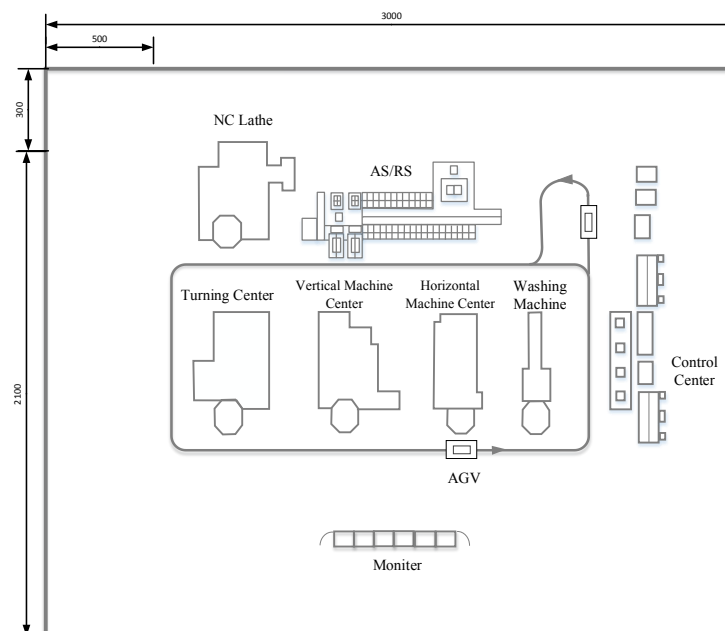 3000
500
300
NC Lathe
AS/RS
Turning Center
Vertical Machine
Center
Horizontal
Machine Center
Washing
Machine
Control
Center
2100
AGV
Moniter